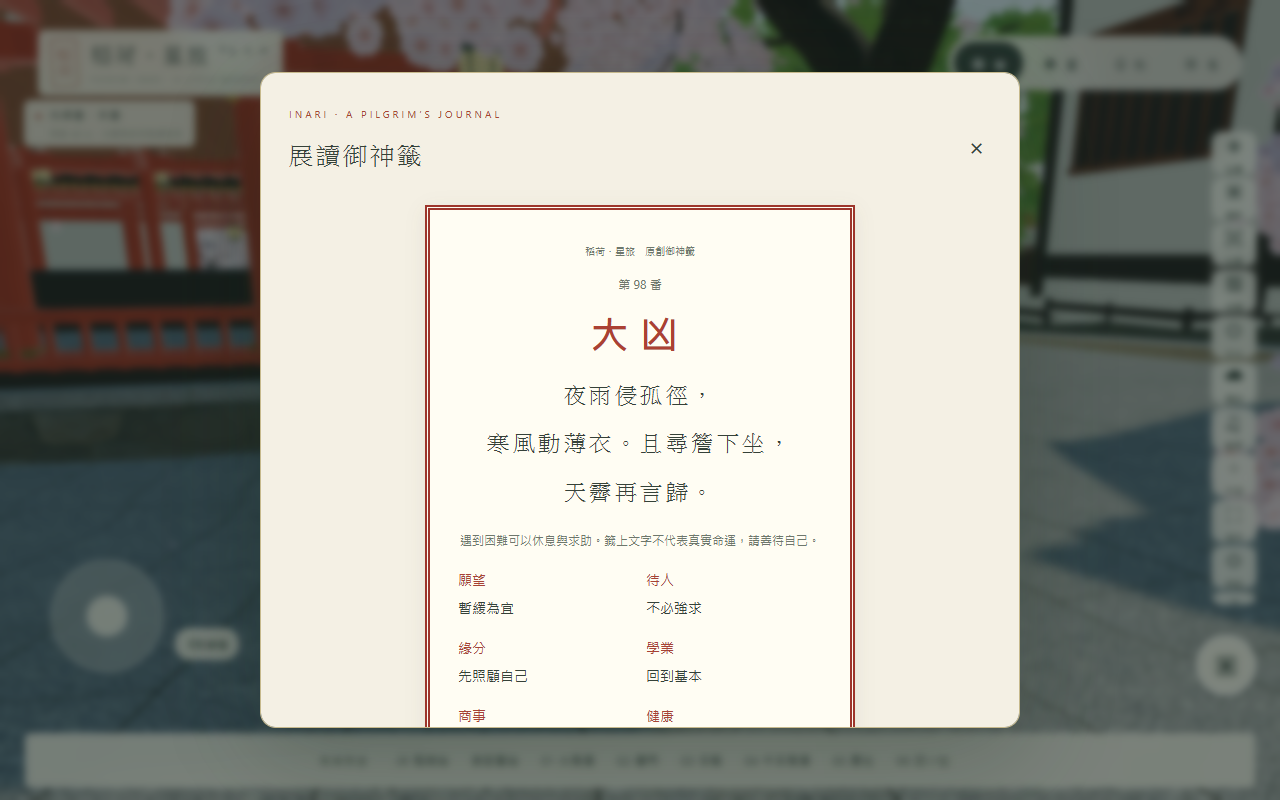 INARI · A PILGRIM'S JOURNAL
展讀御神籤
×
稻荷・星旅　原創御神籤
第 98 番
大凶
夜雨侵孤徑，
寒風動薄衣。且尋簷下坐，
天霽再言歸。
遇到困難可以休息與求助。籤上文字不代表真實命運，請善待自己。
願望
待人
暫緩為宜
不必強求
緣分
學業
先照顧自己
回到基本
商事
健康